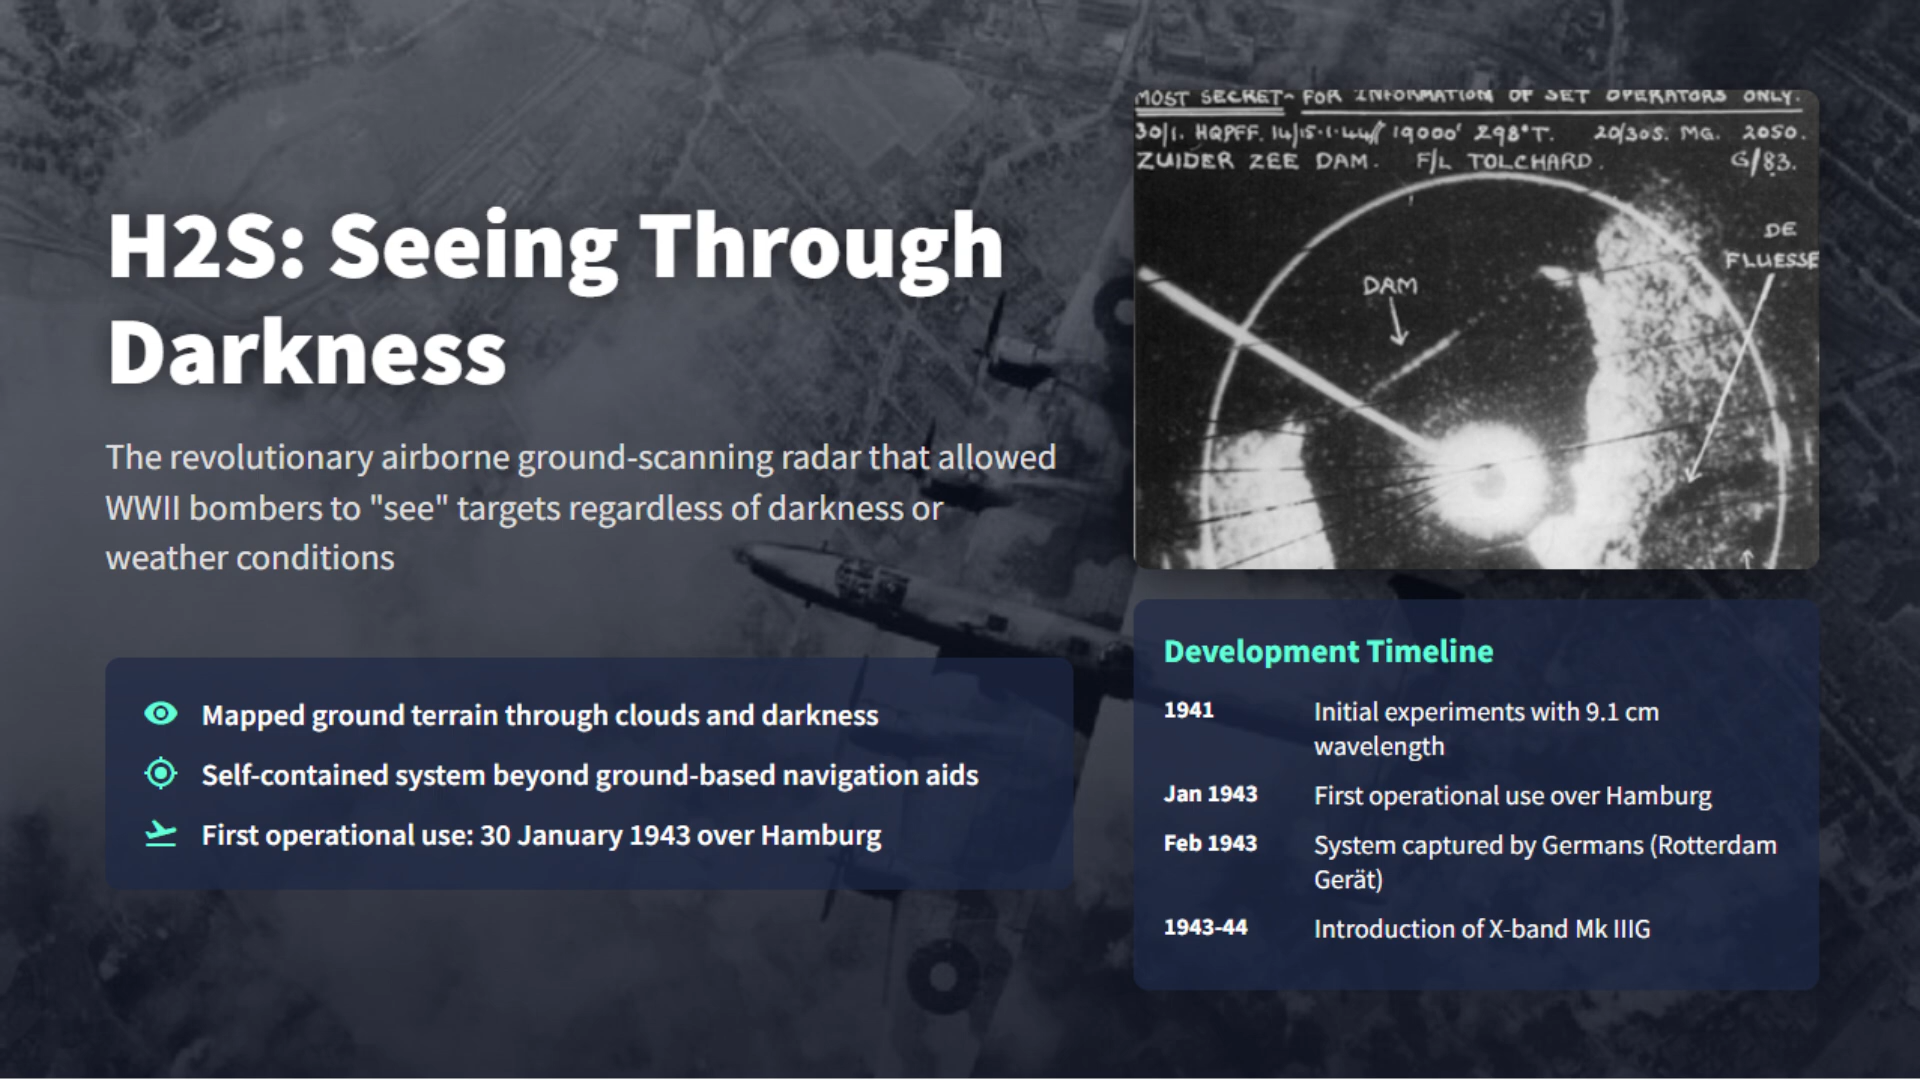 H2S: Seeing Through
Darkness
The revolutionary airborne ground-scanning radar that allowed
WWII bombers to "see" targets regardless of darkness or
weather conditions
Mapped ground terrain through clouds and darkness
Self-contained system beyond ground-based navigation aids
First operational use: 30 January 1943 over Hamburg
MOST SECRET- FOR INFORMATION OF SET OPERATORS ONLY.
30/1. HQPFF. 14/15·1·44 19000' 298°T. 20/30S. MG. 2050.
ZUIDER ZEE DAM. F/L TOLCHARD. G/83.
DE
FLUESSE
DAM
Development Timeline
1941 Initial experiments with 9.1 cm
wavelength
Jan 1943 First operational use over Hamburg
Feb 1943 System captured by Germans (Rotterdam
Gerät)
1943-44 Introduction of X-band Mk IIIG